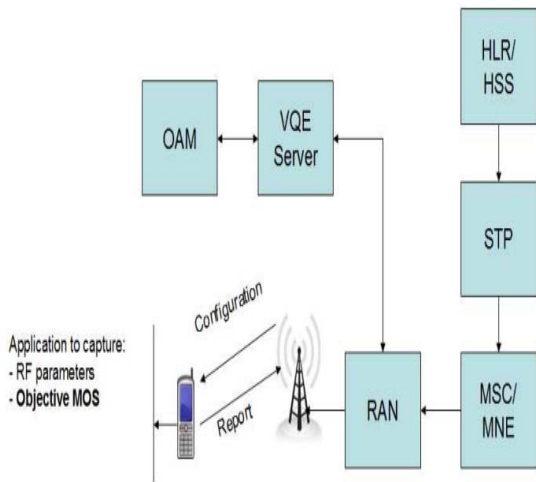 HLR/
HSS
OAM
VQE
Server
STP
Configuration
Application to capture:
- RF parameters
- Objective MOS
Report
RAN
MSC/
MNE